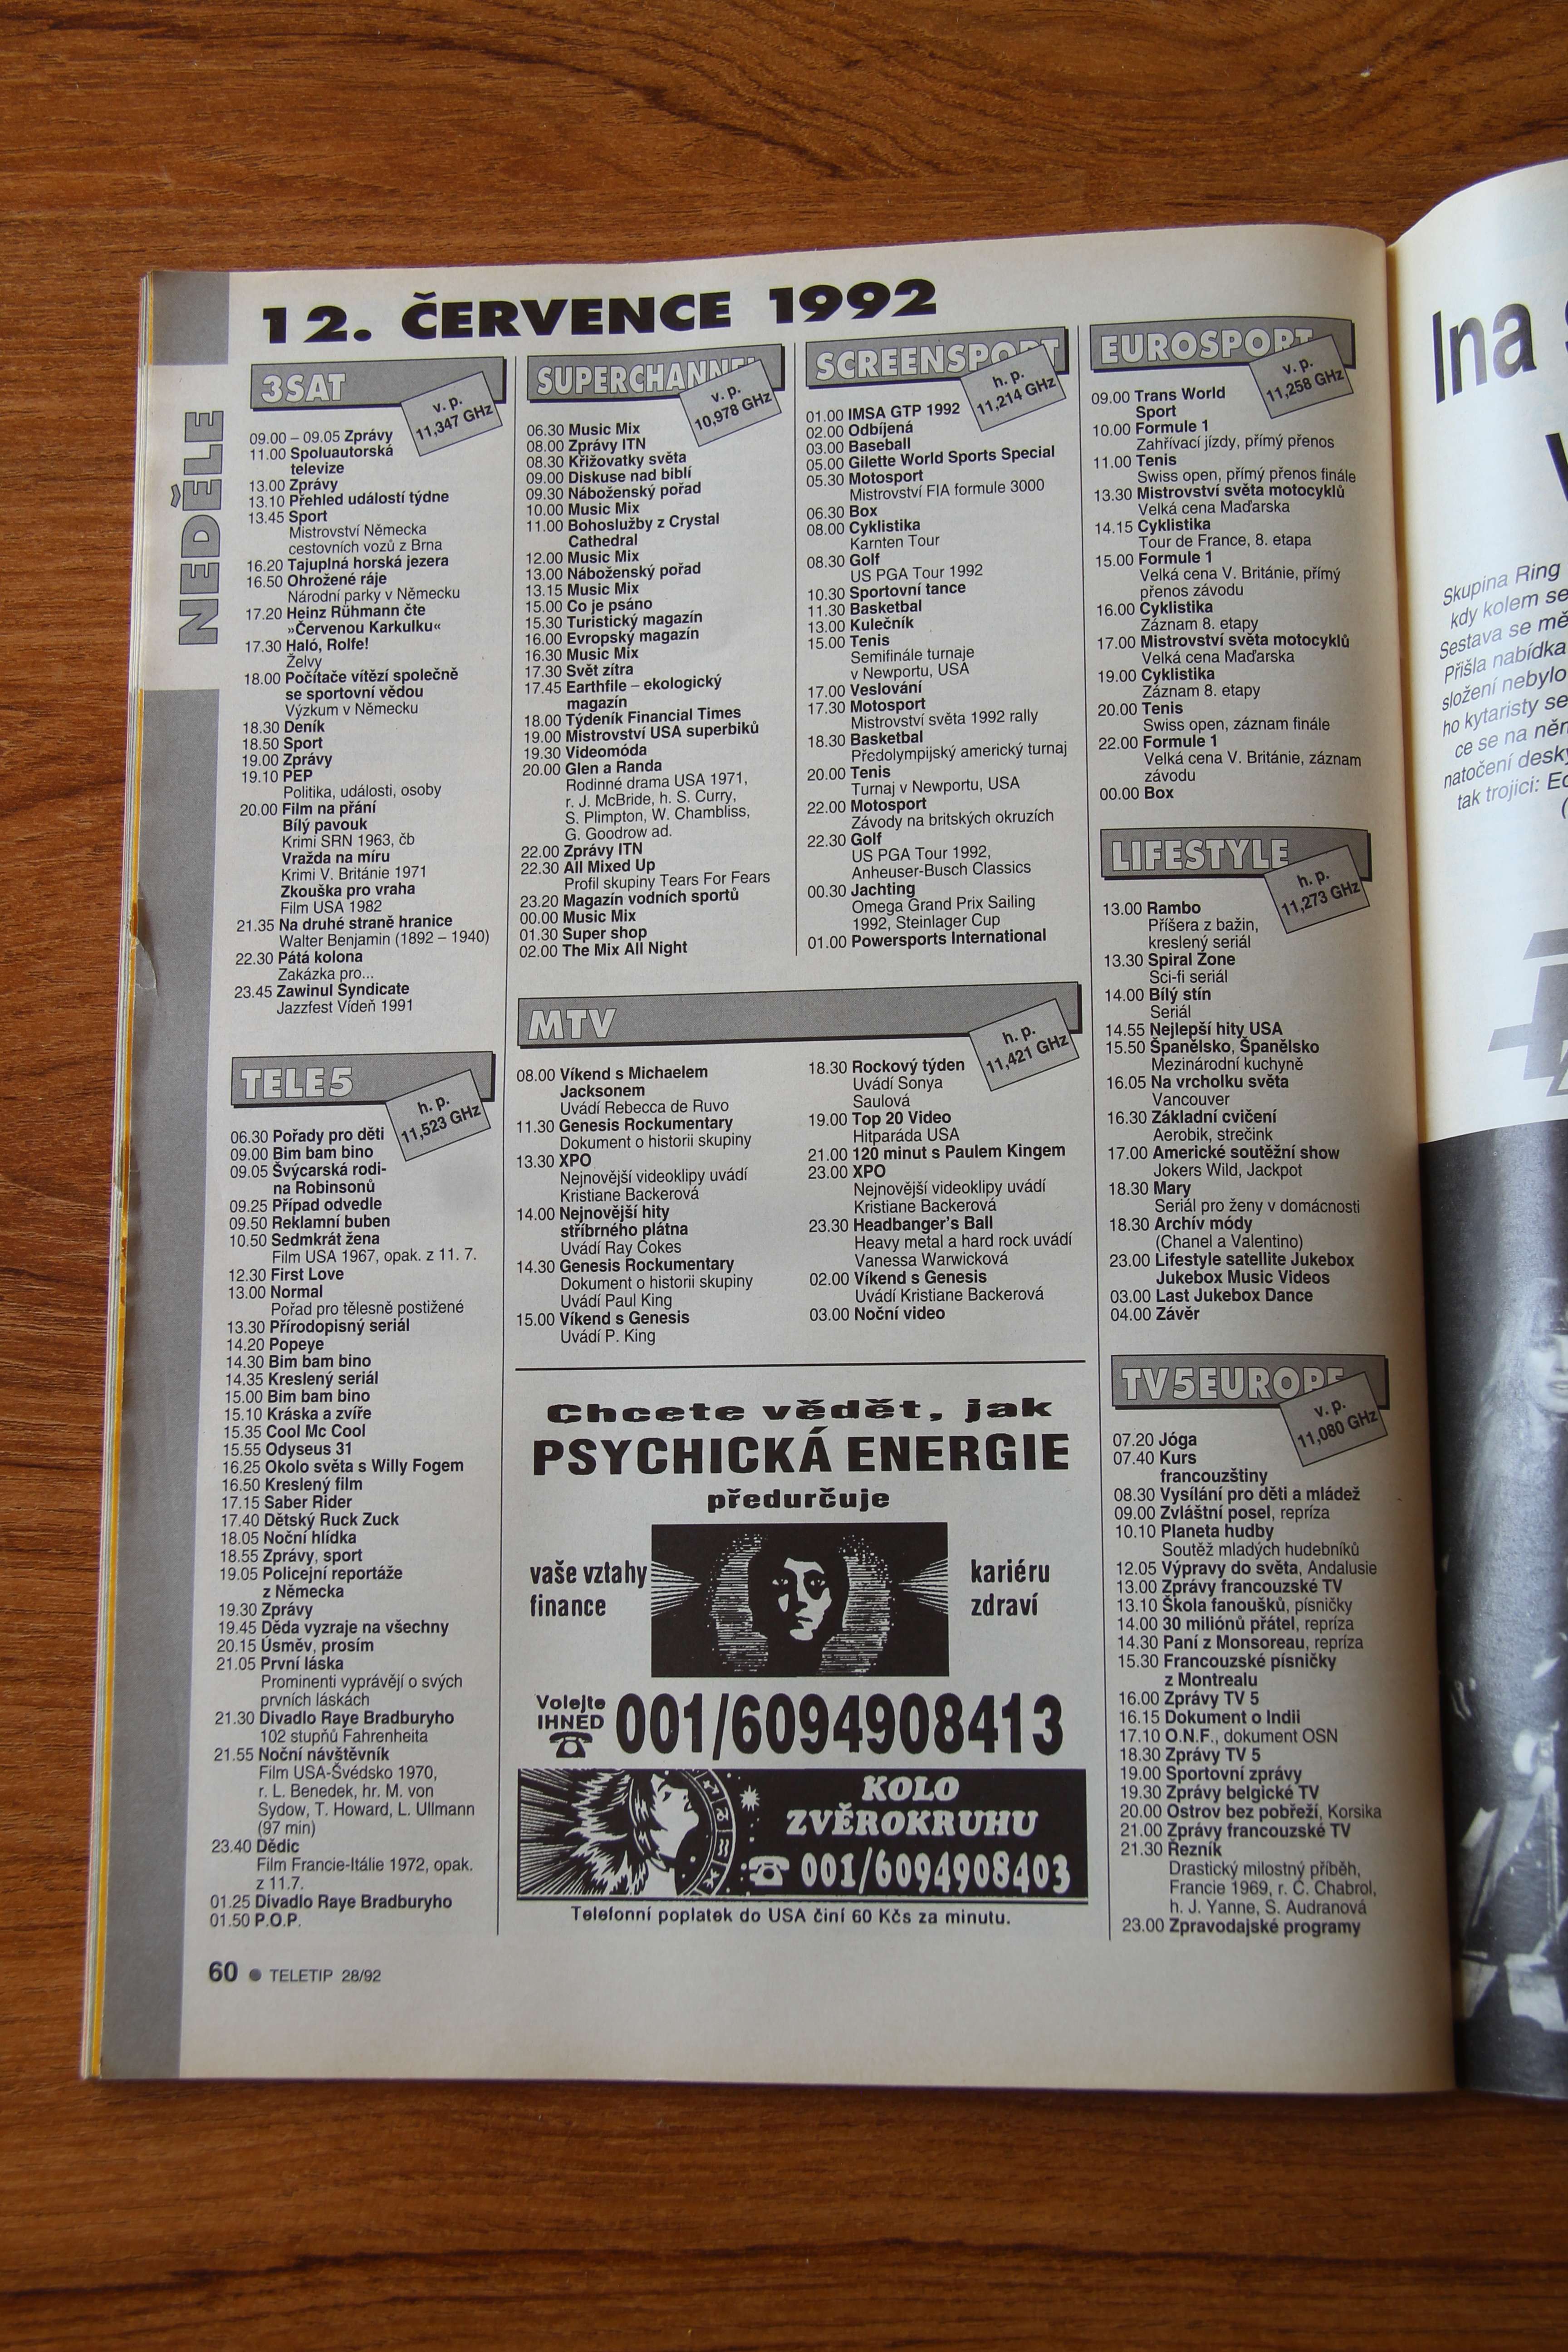 12. ČERVENCE 1992
NEDĚLE
3SAT
v. p.
11,347 GHz
09.00 – 09.05 Zprávy
11.00 Spoluautorská
televize
13.00 Zprávy
13.10 Přehled událostí týdne
13.45 Sport
Mistrovství Německa
cestovních vozů z Brna
16.20 Tajuplná horská jezera
16.50 Ohrožené ráje
Národní parky v Německu
17.20 Heinz Rühmann čte
»Červenou Karkulku«
17.30 Haló, Rolfe!
Želvy
18.00 Počítače vítězí společně
se sportovní vědou
Výzkum v Německu
18.30 Deník
18.50 Sport
19.00 Zprávy
19.10 PEP
Politika, události, osoby
20.00 Film na přání
Bílý pavouk
Krimi SRN 1963, čb
Vražda na míru
Krimi V. Británie 1971
Zkouška pro vraha
Film USA 1982
21.35 Na druhé straně hranice
Walter Benjamin (1892 – 1940)
22.30 Pátá kolona
Zakázka pro...
23.45 Zawinul Syndicate
Jazzfest Vídeň 1991
TELE5
h. p.
11,523 GHz
06.30 Pořady pro děti
09.00 Bim bam bino
09.05 Švýcarská rodi-
na Robinsonů
09.25 Případ odvedle
09.50 Reklamní buben
10.50 Sedmkrát žena
Film USA 1967, opak. z 11. 7.
12.30 First Love
13.00 Normal
Pořad pro tělesně postižené
13.30 Přírodopisný seriál
14.20 Popeye
14.30 Bim bam bino
14.35 Kreslený seriál
15.00 Bim bam bino
15.10 Kráska a zvíře
15.35 Cool Mc Cool
15.55 Odyseus 31
16.25 Okolo světa s Willy Fogem
16.50 Kreslený film
17.15 Saber Rider
17.40 Dětský Ruck Zuck
18.05 Noční hlídka
18.55 Zprávy, sport
19.05 Policejní reportáže
z Německa
19.30 Zprávy
19.45 Děda vyzraje na všechny
20.15 Úsměv, prosím
21.05 První láska
Prominenti vyprávějí o svých
prvních láskách
21.30 Divadlo Raye Bradburyho
102 stupňů Fahrenheita
21.55 Noční návštěvník
Film USA-Švédsko 1970,
r. L. Benedek, hr. M. von
Sydow, T. Howard, L. Ullmann
(97 min)
23.40 Dědic
Film Francie-Itálie 1972, opak.
z 11.7.
01.25 Divadlo Raye Bradburyho
01.50 P.O.P.
SUPERCHANNEL
v. p.
10,978 GHz
06.30 Music Mix
08.00 Zprávy ITN
08.30 Křižovatky světa
09.00 Diskuse nad biblí
09.30 Náboženský pořad
10.00 Music Mix
11.00 Bohoslužby z Crystal
Cathedral
12.00 Music Mix
13.00 Náboženský pořad
13.15 Music Mix
15.00 Co je psáno
15.30 Turistický magazín
16.00 Evropský magazín
16.30 Music Mix
17.30 Svět zítra
17.45 Earthfile – ekologický
magazín
18.00 Týdeník Financial Times
19.00 Mistrovství USA superbiků
19.30 Videomóda
20.00 Glen a Randa
Rodinné drama USA 1971,
r. J. McBride, h. S. Curry,
S. Plimpton, W. Chambliss,
G. Goodrow ad.
22.00 Zprávy ITN
22.30 All Mixed Up
Profil skupiny Tears For Fears
23.20 Magazín vodních sportů
00.00 Music Mix
01.30 Super shop
02.00 The Mix All Night
SCREENSPORT
h. p.
11,214 GHz
01.00 IMSA GTP 1992
02.00 Odbíjená
03.00 Baseball
05.00 Gilette World Sports Special
05.30 Motosport
Mistrovství FIA formule 3000
06.30 Box
08.00 Cyklistika
Karnten Tour
08.30 Golf
US PGA Tour 1992
10.30 Sportovní tance
11.30 Basketbal
13.00 Kulečník
15.00 Tenis
Semifinále turnaje
v Newportu, USA
17.00 Veslování
17.30 Motosport
Mistrovství světa 1992 rally
18.30 Basketbal
Předolympijský americký turnaj
20.00 Tenis
Turnaj v Newportu, USA
22.00 Motosport
Závody na britských okruzích
22.30 Golf
US PGA Tour 1992,
Anheuser-Busch Classics
00.30 Jachting
Omega Grand Prix Sailing
1992, Steinlager Cup
01.00 Powersports International
MTV
h. p.
11,421 GHz
08.00 Víkend s Michaelem
Jacksonem
Uvádí Rebecca de Ruvo
11.30 Genesis Rockumentary
Dokument o historii skupiny
13.30 XPO
Nejnovější videoklipy uvádí
Kristiane Backerová
14.00 Nejnovější hity
stříbrného plátna
Uvádí Ray Cokes
14.30 Genesis Rockumentary
Dokument o historii skupiny
Uvádí Paul King
15.00 Víkend s Genesis
Uvádí P. King
18.30 Rockový týden
Uvádí Sonya
Saulová
19.00 Top 20 Video
Hitparáda USA
21.00 120 minut s Paulem Kingem
23.00 XPO
Nejnovější videoklipy uvádí
Kristiane Backerová
23.30 Headbanger's Ball
Heavy metal a hard rock uvádí
Vanessa Warwicková
02.00 Víkend s Genesis
Uvádí Kristiane Backerová
03.00 Noční video
Chcete vědět, jak
PSYCHICKÁ ENERGIE
předurčuje
vaše vztahy
finance
kariéru
zdraví
Volejte
IHNED
001/6094908413
KOLO
ZVĚROKRUHU
001/6094908403
Telefonní poplatek do USA činí 60 Kčs za minutu.
EUROSPORT
v. p.
11,258 GHz
09.00 Trans World
Sport
10.00 Formule 1
Zahřívací jízdy, přímý přenos
11.00 Tenis
Swiss open, přímý přenos finále
13.30 Mistrovství světa motocyklů
Velká cena Maďarska
14.15 Cyklistika
Tour de France, 8. etapa
15.00 Formule 1
Velká cena V. Británie, přímý
přenos závodu
16.00 Cyklistika
Záznam 8. etapy
17.00 Mistrovství světa motocyklů
Velká cena Maďarska
19.00 Cyklistika
Záznam 8. etapy
20.00 Tenis
Swiss open, záznam finále
22.00 Formule 1
Velká cena V. Británie, záznam
závodu
00.00 Box
LIFESTYLE
h. p.
11,273 GHz
13.00 Rambo
Příšera z bažin,
kreslený seriál
13.30 Spiral Zone
Sci-fi seriál
14.00 Bílý stín
Seriál
14.55 Nejlepší hity USA
15.50 Španělsko, Španělsko
Mezinárodní kuchyně
16.05 Na vrcholku světa
Vancouver
16.30 Základní cvičení
Aerobik, strečink
17.00 Americké soutěžní show
Jokers Wild, Jackpot
18.30 Mary
Seriál pro ženy v domácnosti
18.30 Archív módy
(Chanel a Valentino)
23.00 Lifestyle satellite Jukebox
Jukebox Music Videos
03.00 Last Jukebox Dance
04.00 Závěr
TV5EUROPE
v. p.
11,080 GHz
07.20 Jóga
07.40 Kurs
francouzštiny
08.30 Vysílání pro děti a mládež
09.00 Zvláštní posel, repríza
10.10 Planeta hudby
Soutěž mladých hudebníků
12.05 Výpravy do světa, Andalusie
13.00 Zprávy francouzské TV
13.10 Škola fanoušků, písničky
14.00 30 miliónů přátel, repríza
14.30 Paní z Monsoreau, repríza
15.30 Francouzské písničky
z Montrealu
16.00 Zprávy TV 5
16.15 Dokument o Indii
17.10 O.N.F., dokument OSN
18.30 Zprávy TV 5
19.00 Sportovní zprávy
19.30 Zprávy belgické TV
20.00 Ostrov bez pobřeží, Korsika
21.00 Zprávy francouzské TV
21.30 Řezník
Drastický milostný příběh,
Francie 1969, r. C. Chabrol,
h. J. Yanne, S. Audranová
23.00 Zpravodajské programy
60 ● TELETIP 28/92
Ina
Skupina Ring
kdy kolem se
Sestava se mě
Přišla nabídka
složení nebylo
ho kytaristy se
ce se na něm
natočení desky
tak trojici: Ed